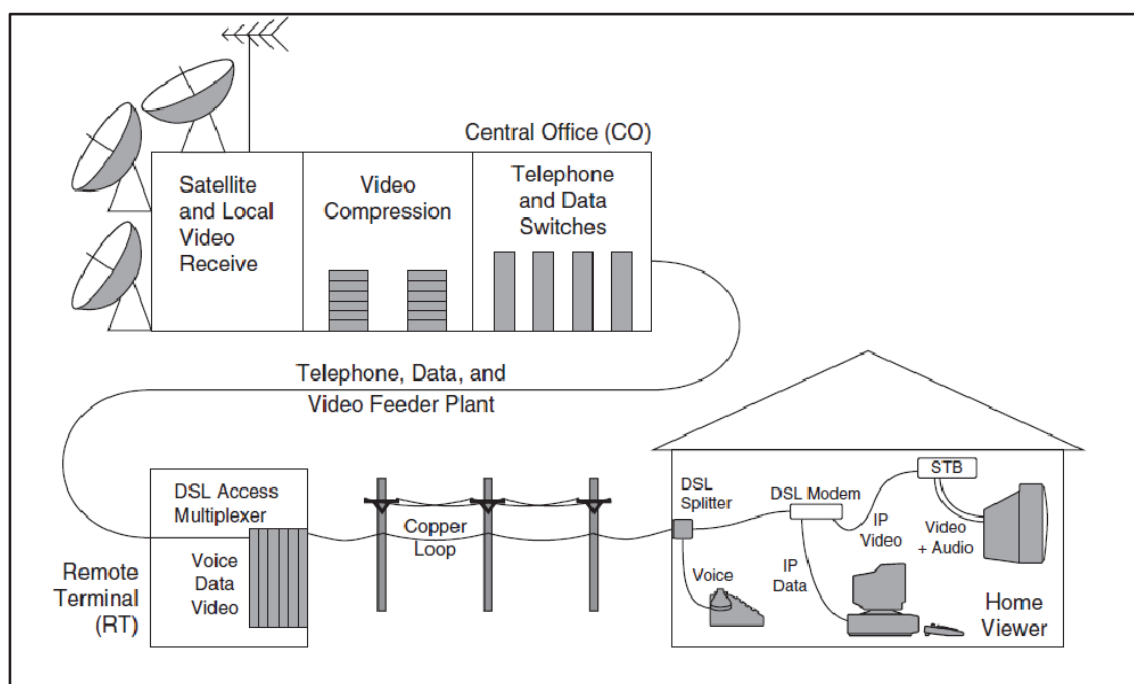 Central Office (CO)
Satellite
and Local
Video
Receive
Video
Compression
Telephone
and Data
Switches
Telephone, Data, and
Video Feeder Plant
DSL Access
Multiplexer
Voice
Data
Video
Remote
Terminal
(RT)
Copper
Loop
DSL
Splitter
DSL Modem
STB
IP
Video
Video
+ Audio
Voice
IP
Data
Home
Viewer